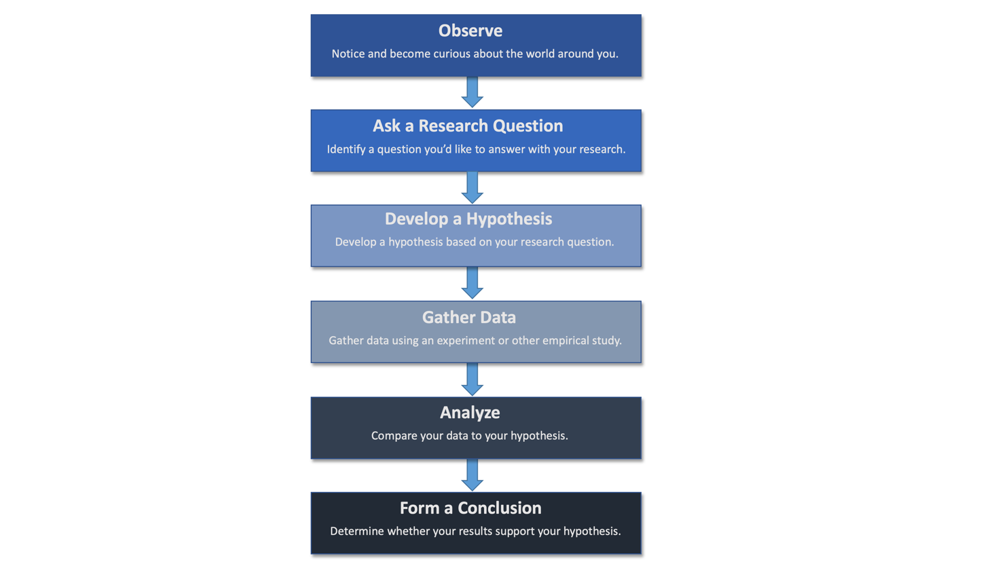 Observe
Notice and become curious about the world around you.
Ask a Research Question
Identify a question you’d like to answer with your research.
Develop a Hypothesis
Develop a hypothesis based on your research question.
Gather Data
Gather data using an experiment or other empirical study.
Analyze
Compare your data to your hypothesis.
Form a Conclusion
Determine whether your results support your hypothesis.